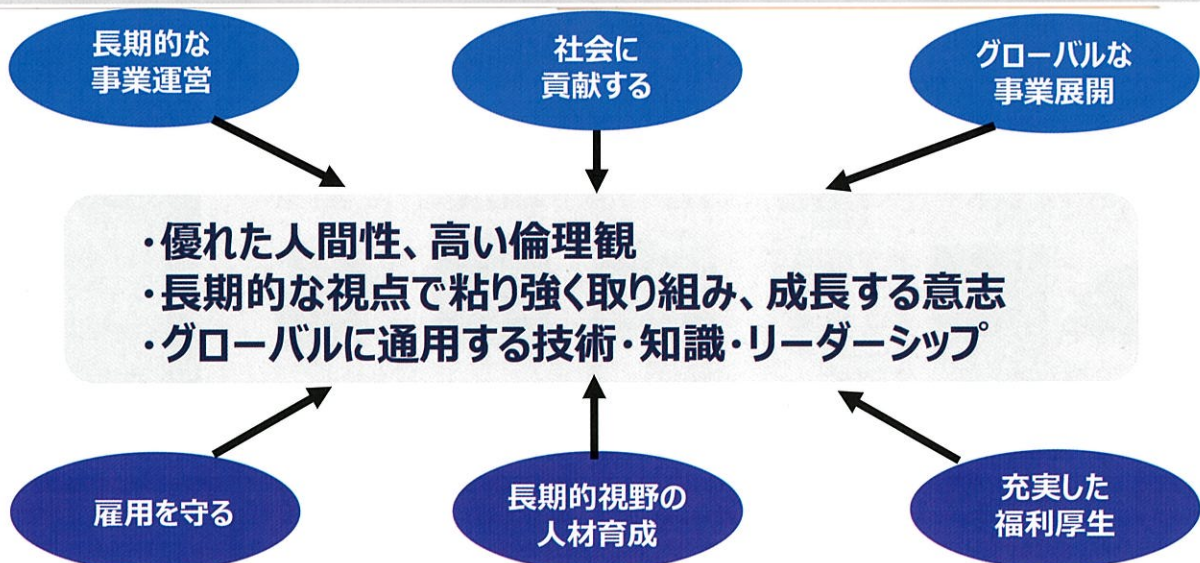 長期的な
事業運営
社会に
貢献する
グローバルな
事業展開
・優れた人間性、高い倫理観
・長期的な視点で粘り強く取り組み、成長する意志
・グローバルに通用する技術・知識・リーダーシップ
雇用を守る
長期的視野の
人材育成
充実した
福利厚生